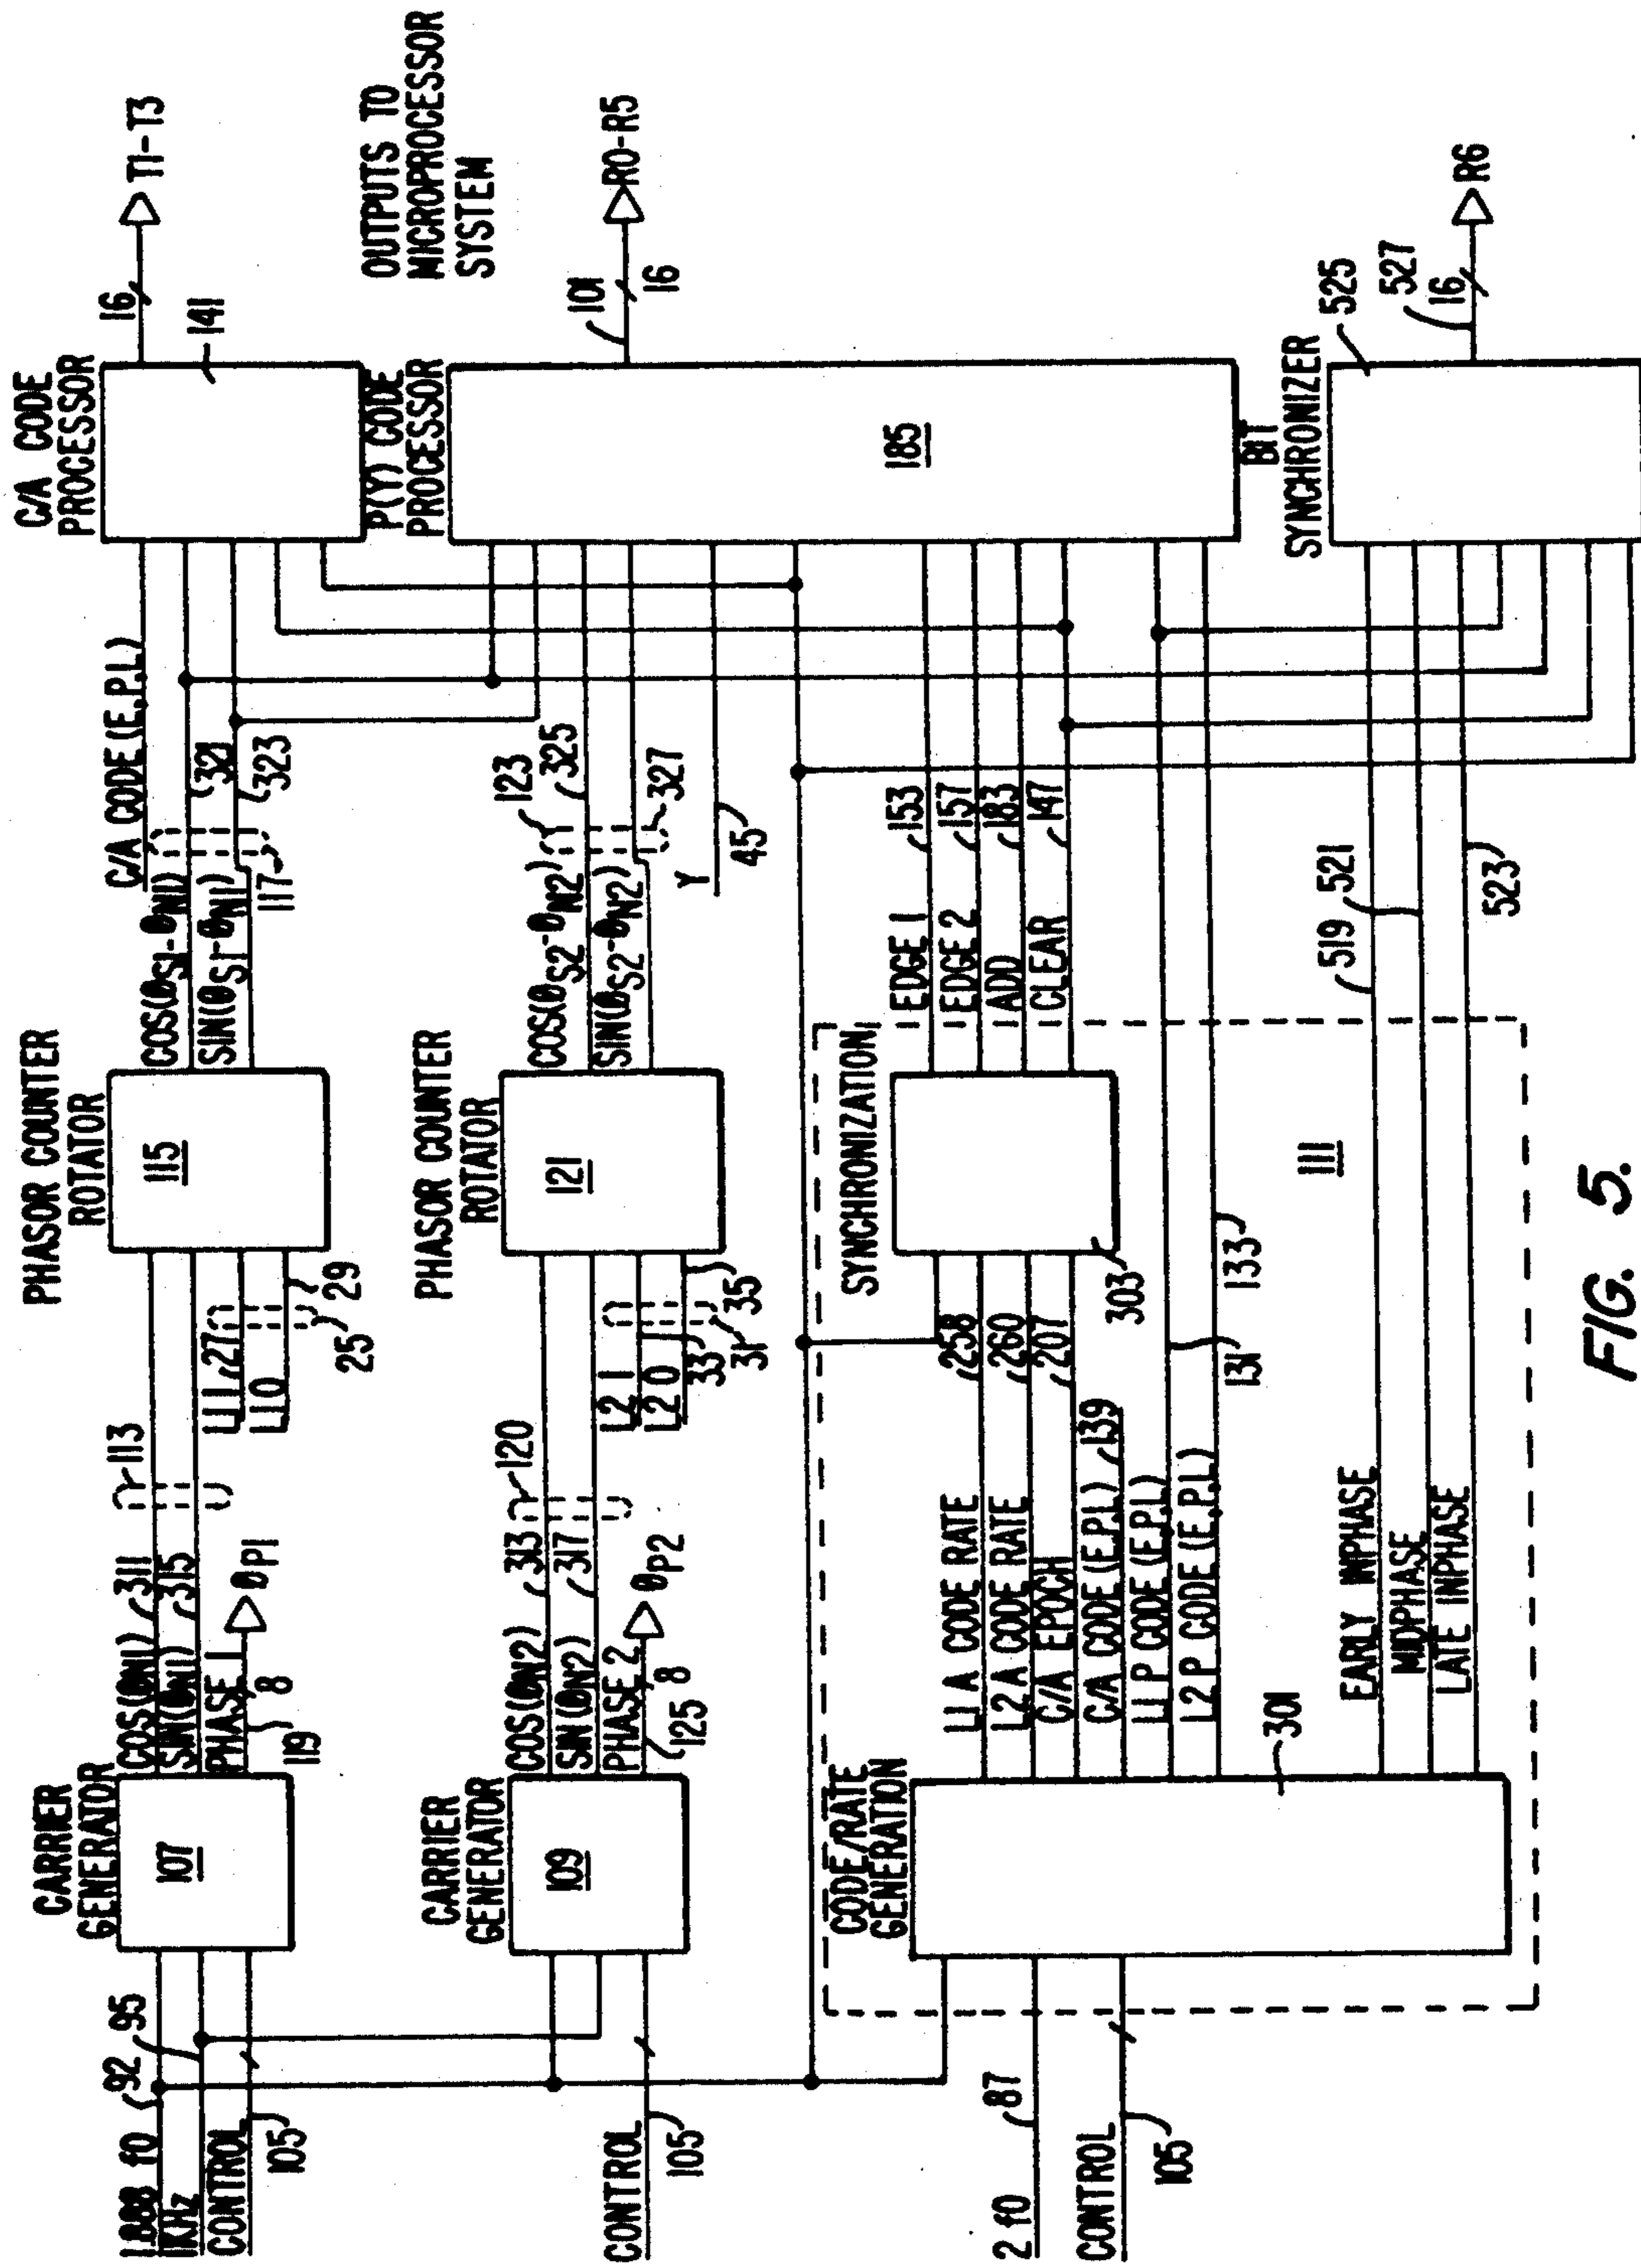 1.888 f0
92
95
1KHz
CONTROL
105
CARRIER
GENERATOR
107
COS(θN1)
311
SIN(θN1)
315
PHASE 1
8
119
θP1
113
L1 1
27
L1 0
29
25
PHASOR COUNTER
ROTATOR
115
COS(θS1-θN1)
SIN(θS1-θN1)
117
C/A CODE (E,P,L)
321
323
C/A CODE
PROCESSOR
141
16
T1-T3
CONTROL
105
CARRIER
GENERATOR
109
COS(θN2)
313
SIN(θN2)
317
PHASE 2
8
125
θP2
120
L2 1
L2 0
33
31
35
PHASOR COUNTER
ROTATOR
121
COS(θS2-θN2)
SIN(θS2-θN2)
123
325
327
Y
45
P(Y) CODE
PROCESSOR
185
101
16
R0-R5
OUTPUTS TO
MICROPROCESSOR
SYSTEM
2 f0
87
CONTROL
105
CODE/RATE
GENERATION
301
L1 A CODE RATE
258
L2 A CODE RATE
260
C/A EPOCH
207
C/A CODE (E,P,L)
139
L1 P CODE (E,P,L)
131
L2 P CODE (E,P,L)
133
EARLY INPHASE
MIDPHASE
LATE INPHASE
SYNCHRONIZATION
303
111
EDGE 1
153
EDGE 2
157
ADD
183
CLEAR
147
519
521
523
BIT
SYNCHRONIZER
525
527
16
R6
FIG. 5.